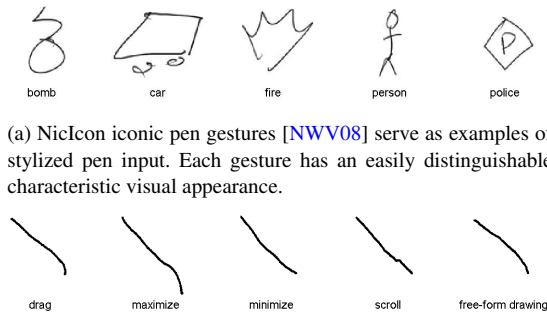 P
bomb car fire person police
(a) NicIcon iconic pen gestures [NWV08] serve as examples of
stylized pen input. Each gesture has an easily distinguishable
characteristic visual appearance.
drag maximize minimize scroll free-form drawing